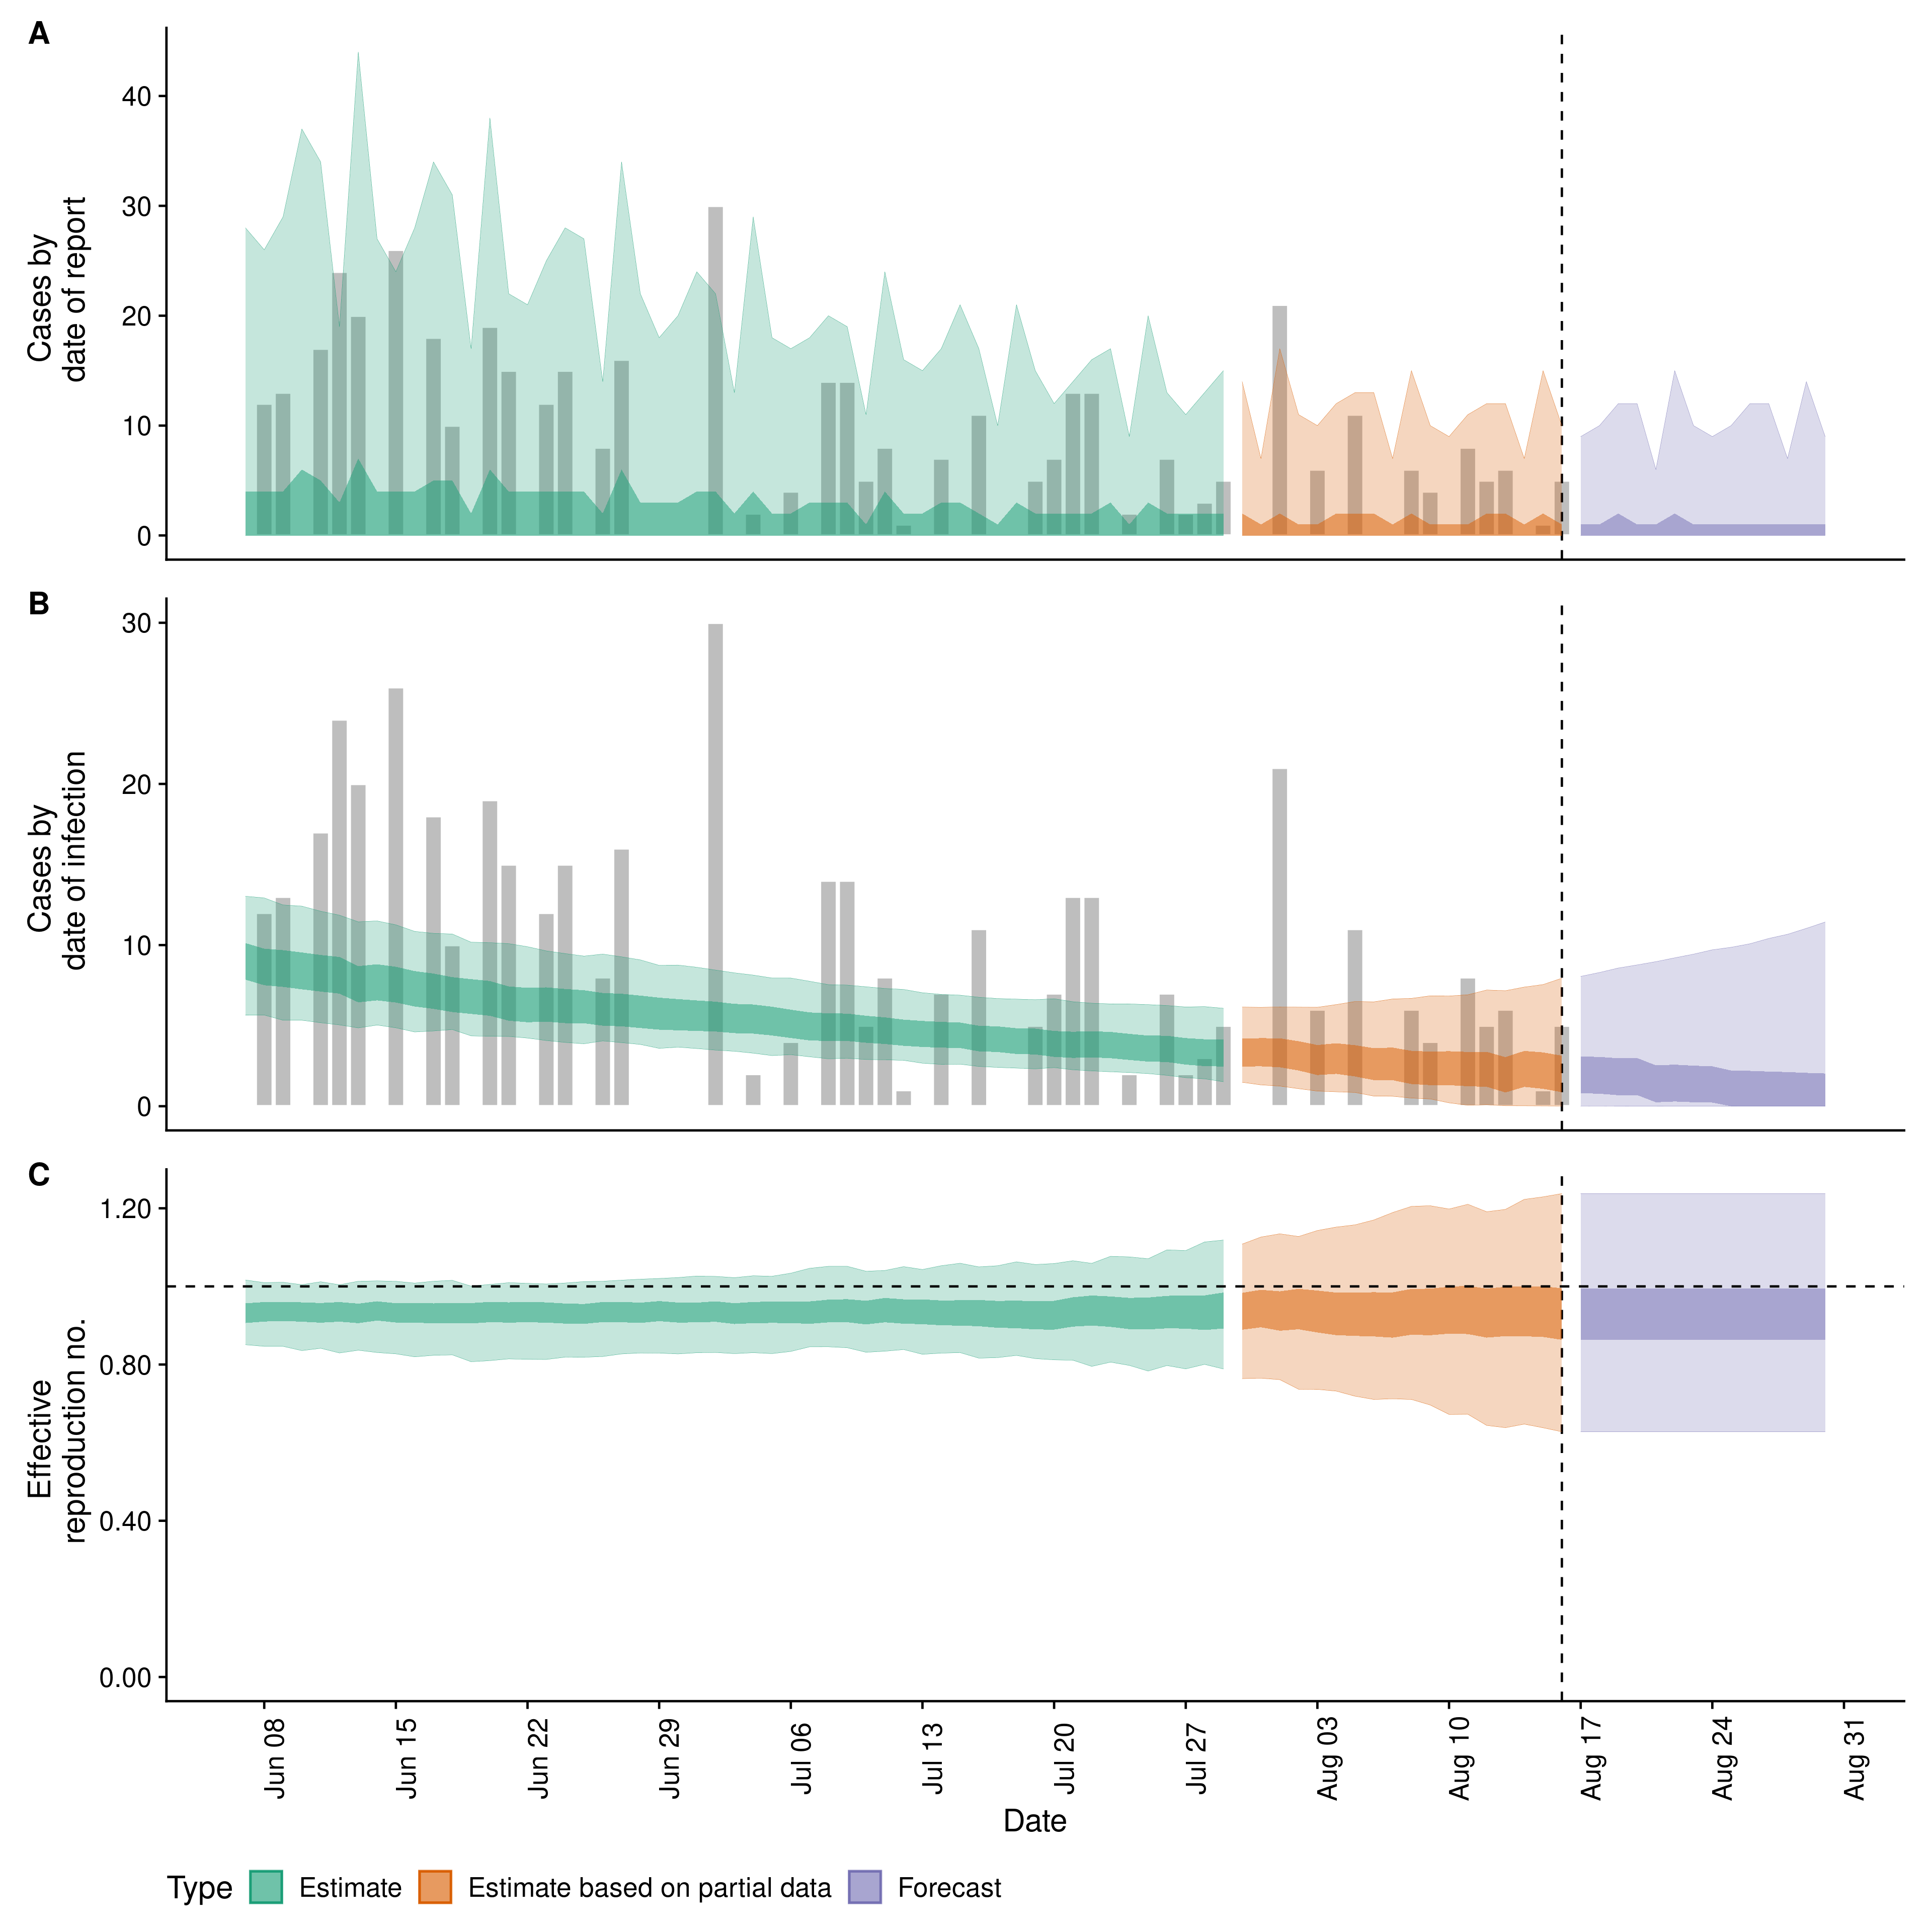 A
40
30
20
10
0
Cases by
date of report
B
30
20
10
0
Cases by
date of infection
C
1.20
0.80
0.40
0.00
Effective
reproduction no.
Jun 08
Jun 15
Jun 22
Jun 29
Jul 06
Jul 13
Jul 20
Jul 27
Aug 03
Aug 10
Aug 17
Aug 24
Aug 31
Date
Type Estimate Estimate based on partial data Forecast